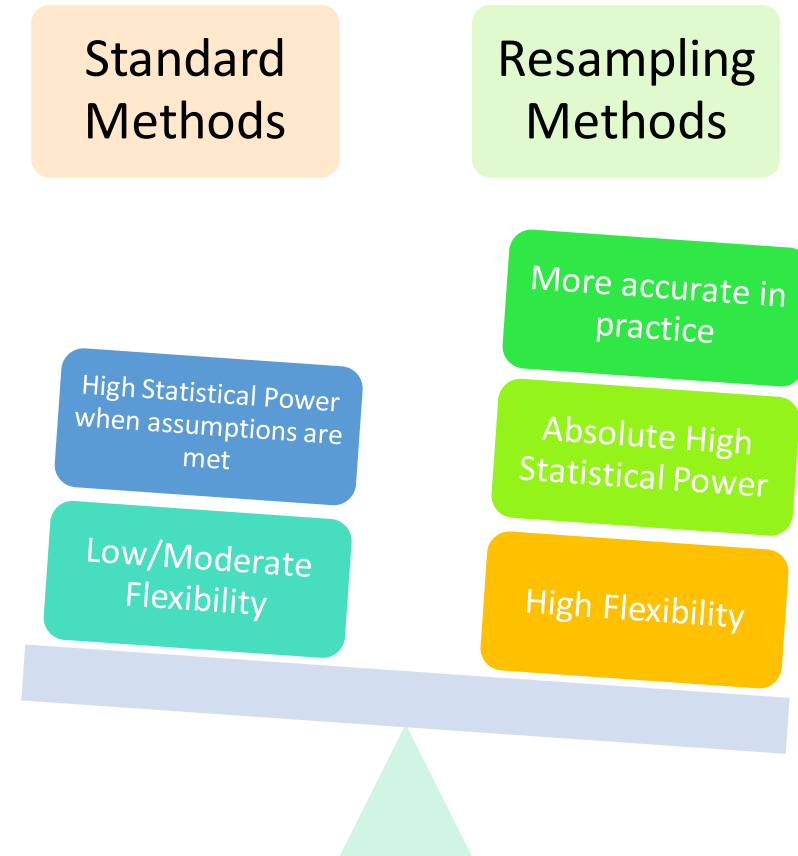 Standard
Methods
Resampling
Methods
High Statistical Power
when assumptions are
met
Low/Moderate
Flexibility
More accurate in
practice
Absolute High
Statistical Power
High Flexibility